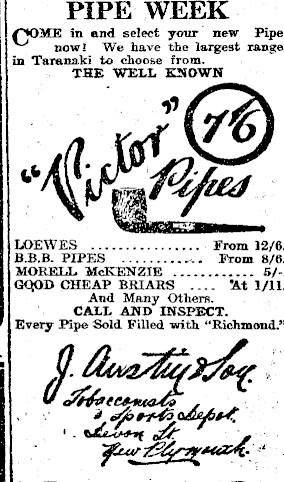 PIPE WEEK
COME in and select your new Pipe
now! We have the largest range
in Taranaki to choose from.
THE WELL KNOWN
"Victor" 7/6
Pipes
LOEWES ................ From 12/6.
B.B.B. PIPES ............ From 8/6.
MORELL McKENZIE ........... 5/-
GOOD CHEAP BRIARS .... At 1/11.
And Many Others.
CALL AND INSPECT.
Every Pipe Sold Filled with "Richmond."
J. Austin & Son.
Tobacconists
& Sports Depot.
Devon St.
New Plymouth.